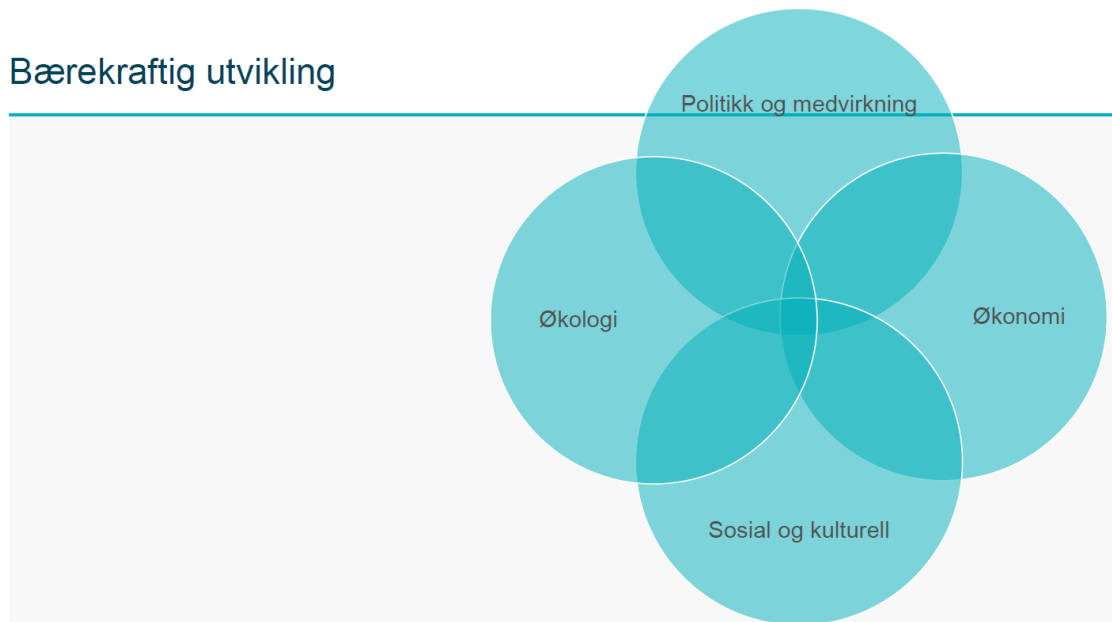 Bærekraftig utvikling
Politikk og medvirkning
Økologi
Økonomi
Sosial og kulturell